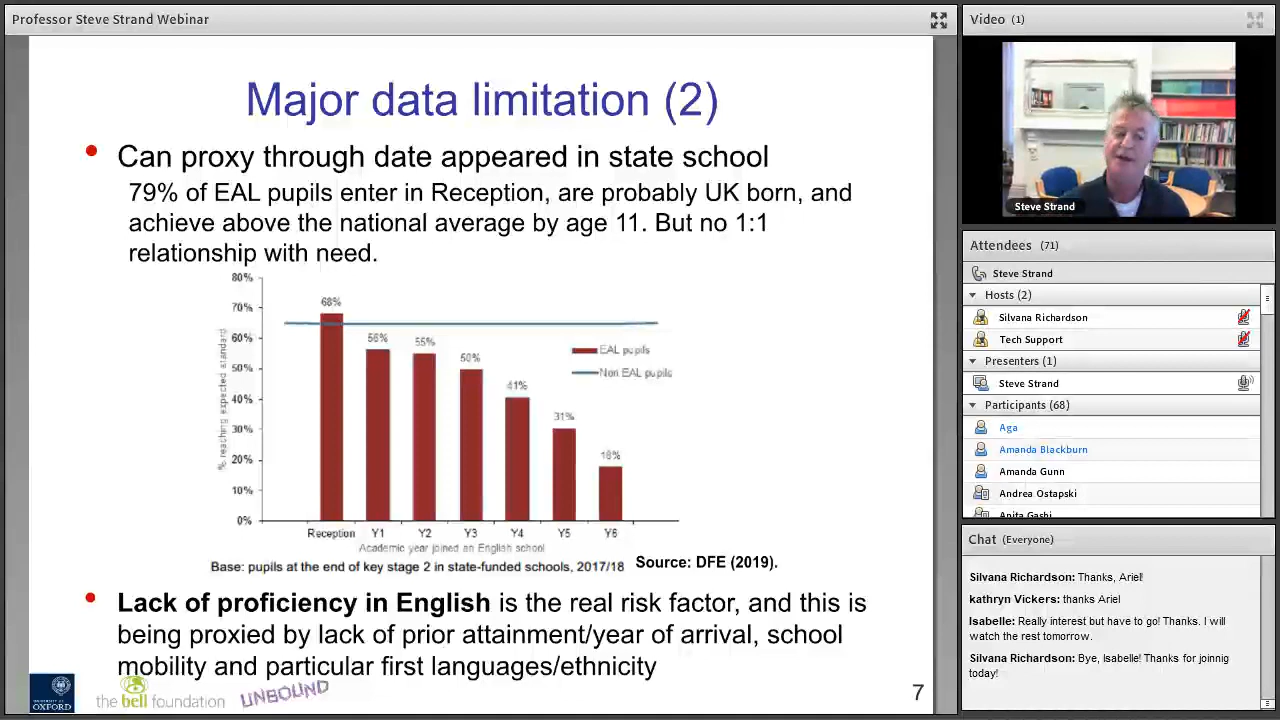 Professor Steve Strand Webinar
Major data limitation (2)
• Can proxy through date appeared in state school
79% of EAL pupils enter in Reception, are probably UK born, and
achieve above the national average by age 11. But no 1:1
relationship with need.
80%
70%
60%
50%
40%
30%
20%
10%
0%
% reaching expected standard
68%
56%
55%
50%
41%
31%
18%
EAL pupils
Non EAL pupils
Reception Y1 Y2 Y3 Y4 Y5 Y6
Academic year joined an English school
Base: pupils at the end of key stage 2 in state-funded schools, 2017/18
Source: DFE (2019).
• Lack of proficiency in English is the real risk factor, and this is
being proxied by lack of prior attainment/year of arrival, school
mobility and particular first languages/ethnicity
UNIVERSITY OF
OXFORD
the bell foundation
UNBOUND
7
Video (1)
Steve Strand
Attendees (71)
Steve Strand
Hosts (2)
Silvana Richardson
Tech Support
Presenters (1)
Steve Strand
Participants (68)
Aga
Amanda Blackburn
Amanda Gunn
Andrea Ostapski
Anita Gashi
Chat (Everyone)
Silvana Richardson: Thanks, Ariel!
kathryn Vickers: thanks Ariel
Isabelle: Really interest but have to go! Thanks. I will
watch the rest tomorrow.
Silvana Richardson: Bye, Isabelle! Thanks for joinnig
today!